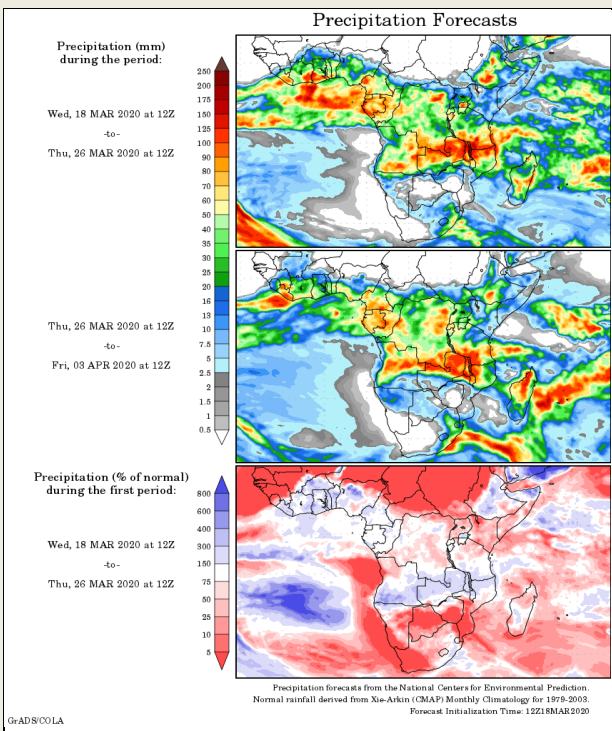 Precipitation Forecasts
Precipitation (mm)
during the period:
Wed, 18 MAR 2020 at 12Z
-to-
Thu, 26 MAR 2020 at 12Z
250
200
175
150
125
100
90
80
70
60
50
40
35
30
25
20
16
13
10
7.5
5
2.5
2
1.5
1
0.5
Thu, 26 MAR 2020 at 12Z
-to-
Fri, 03 APR 2020 at 12Z
Precipitation (% of normal)
during the first period:
Wed, 18 MAR 2020 at 12Z
-to-
Thu, 26 MAR 2020 at 12Z
800
600
400
300
150
75
50
25
10
5
Precipitation forecasts from the National Centers for Environmental Prediction.
Normal rainfall derived from Xie-Arkin (CMAP) Monthly Climatology for 1979-2003.
Forecast Initialization Time: 12Z18MAR2020
GrADS/COLA